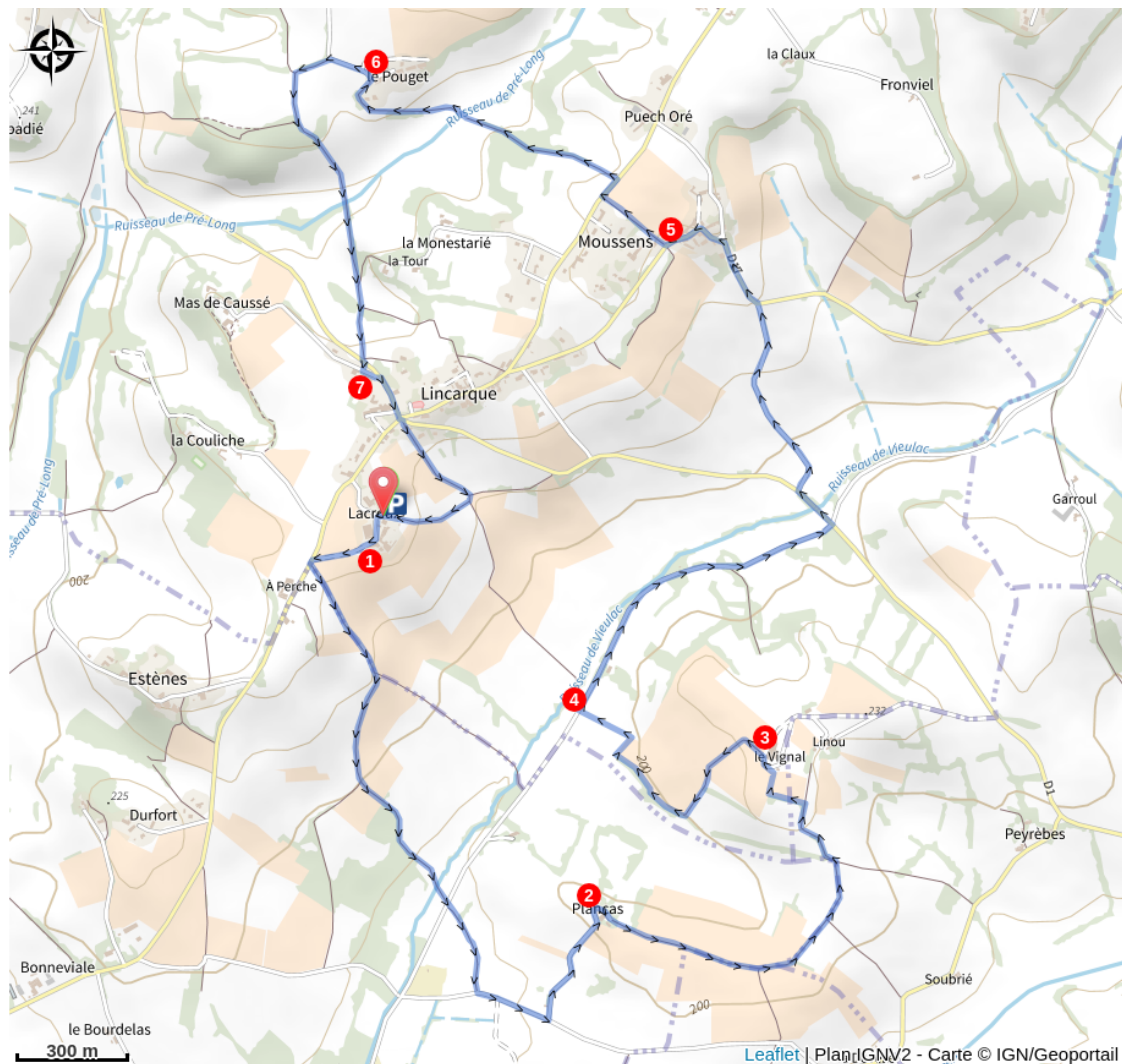 6
le Pouget
la Claux
Fronviel
241
Ruisseau de Pré-Long
Puech Oré
Ruisseau de Pré-Long
la Monestarié
la Tour
Moussens
5
Mas de Caussé
7
Lincarque
la Couliche
Ruisseau de Vieulac
P
Garroul
1
À Perche
200
Estènes
Ruisseau de Vieulac
4
3
232
Linou
le Vignal
200
D1
225
Durfort
Peyrèbes
2
Plancas
Bonneviale
Soubrié
200
le Bourdelas
300 m
Leaflet | Plan IGNV2 - Carte © IGN/Geoportail